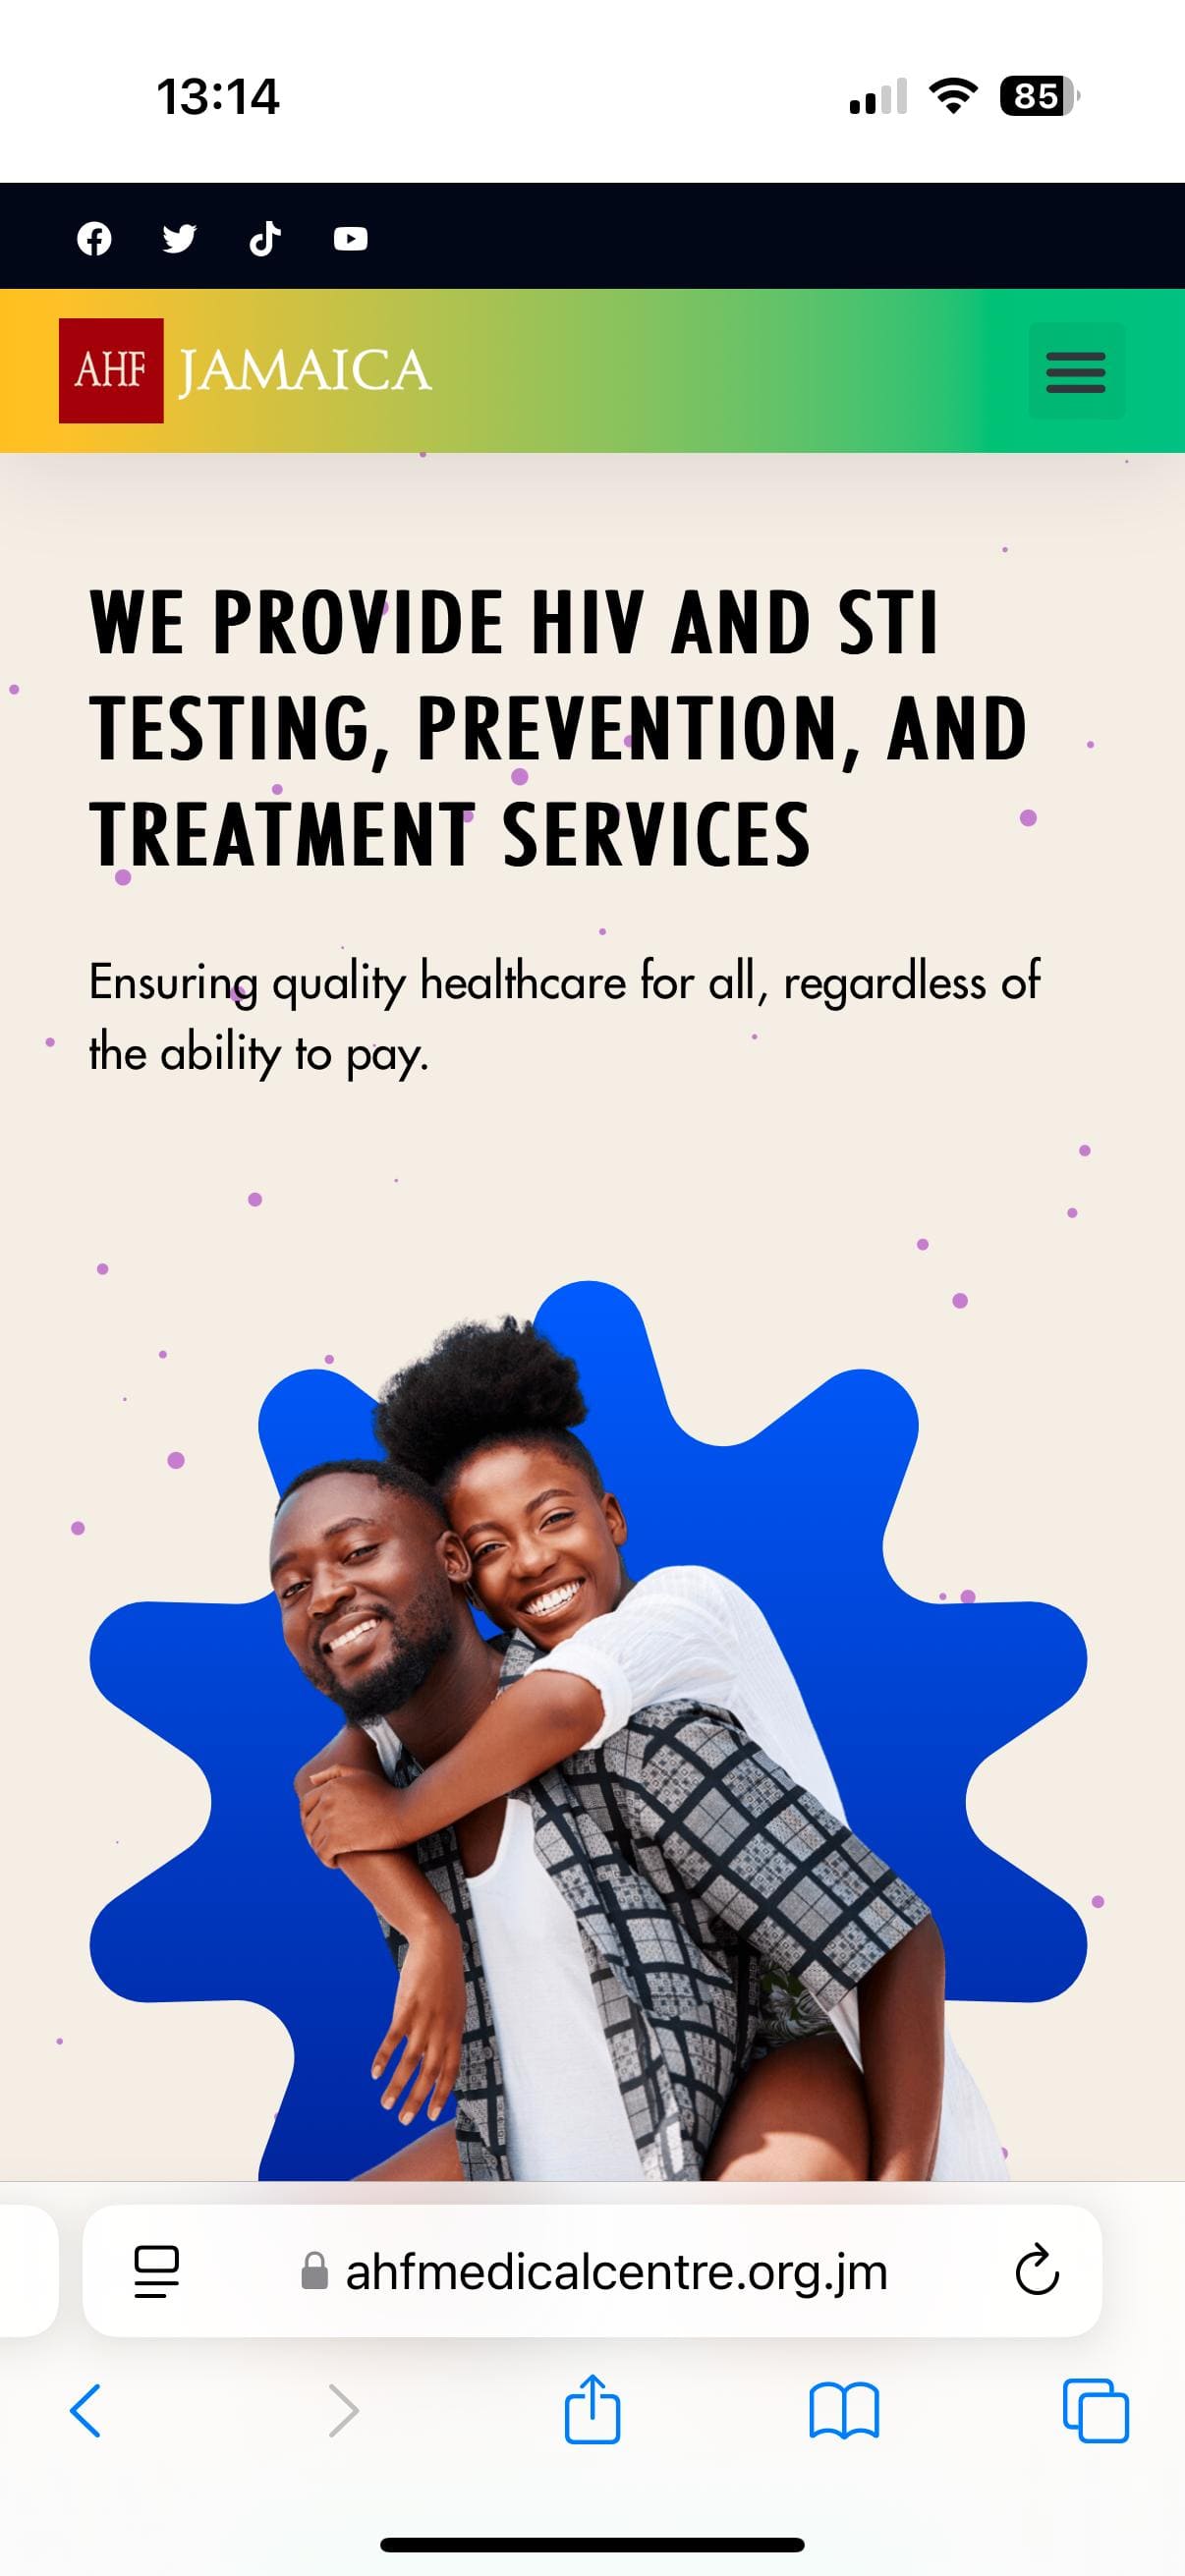 13:14
85
AHF JAMAICA
WE PROVIDE HIV AND STI
TESTING, PREVENTION, AND
TREATMENT SERVICES
Ensuring quality healthcare for all, regardless of
the ability to pay.
ahfmedicalcentre.org.jm